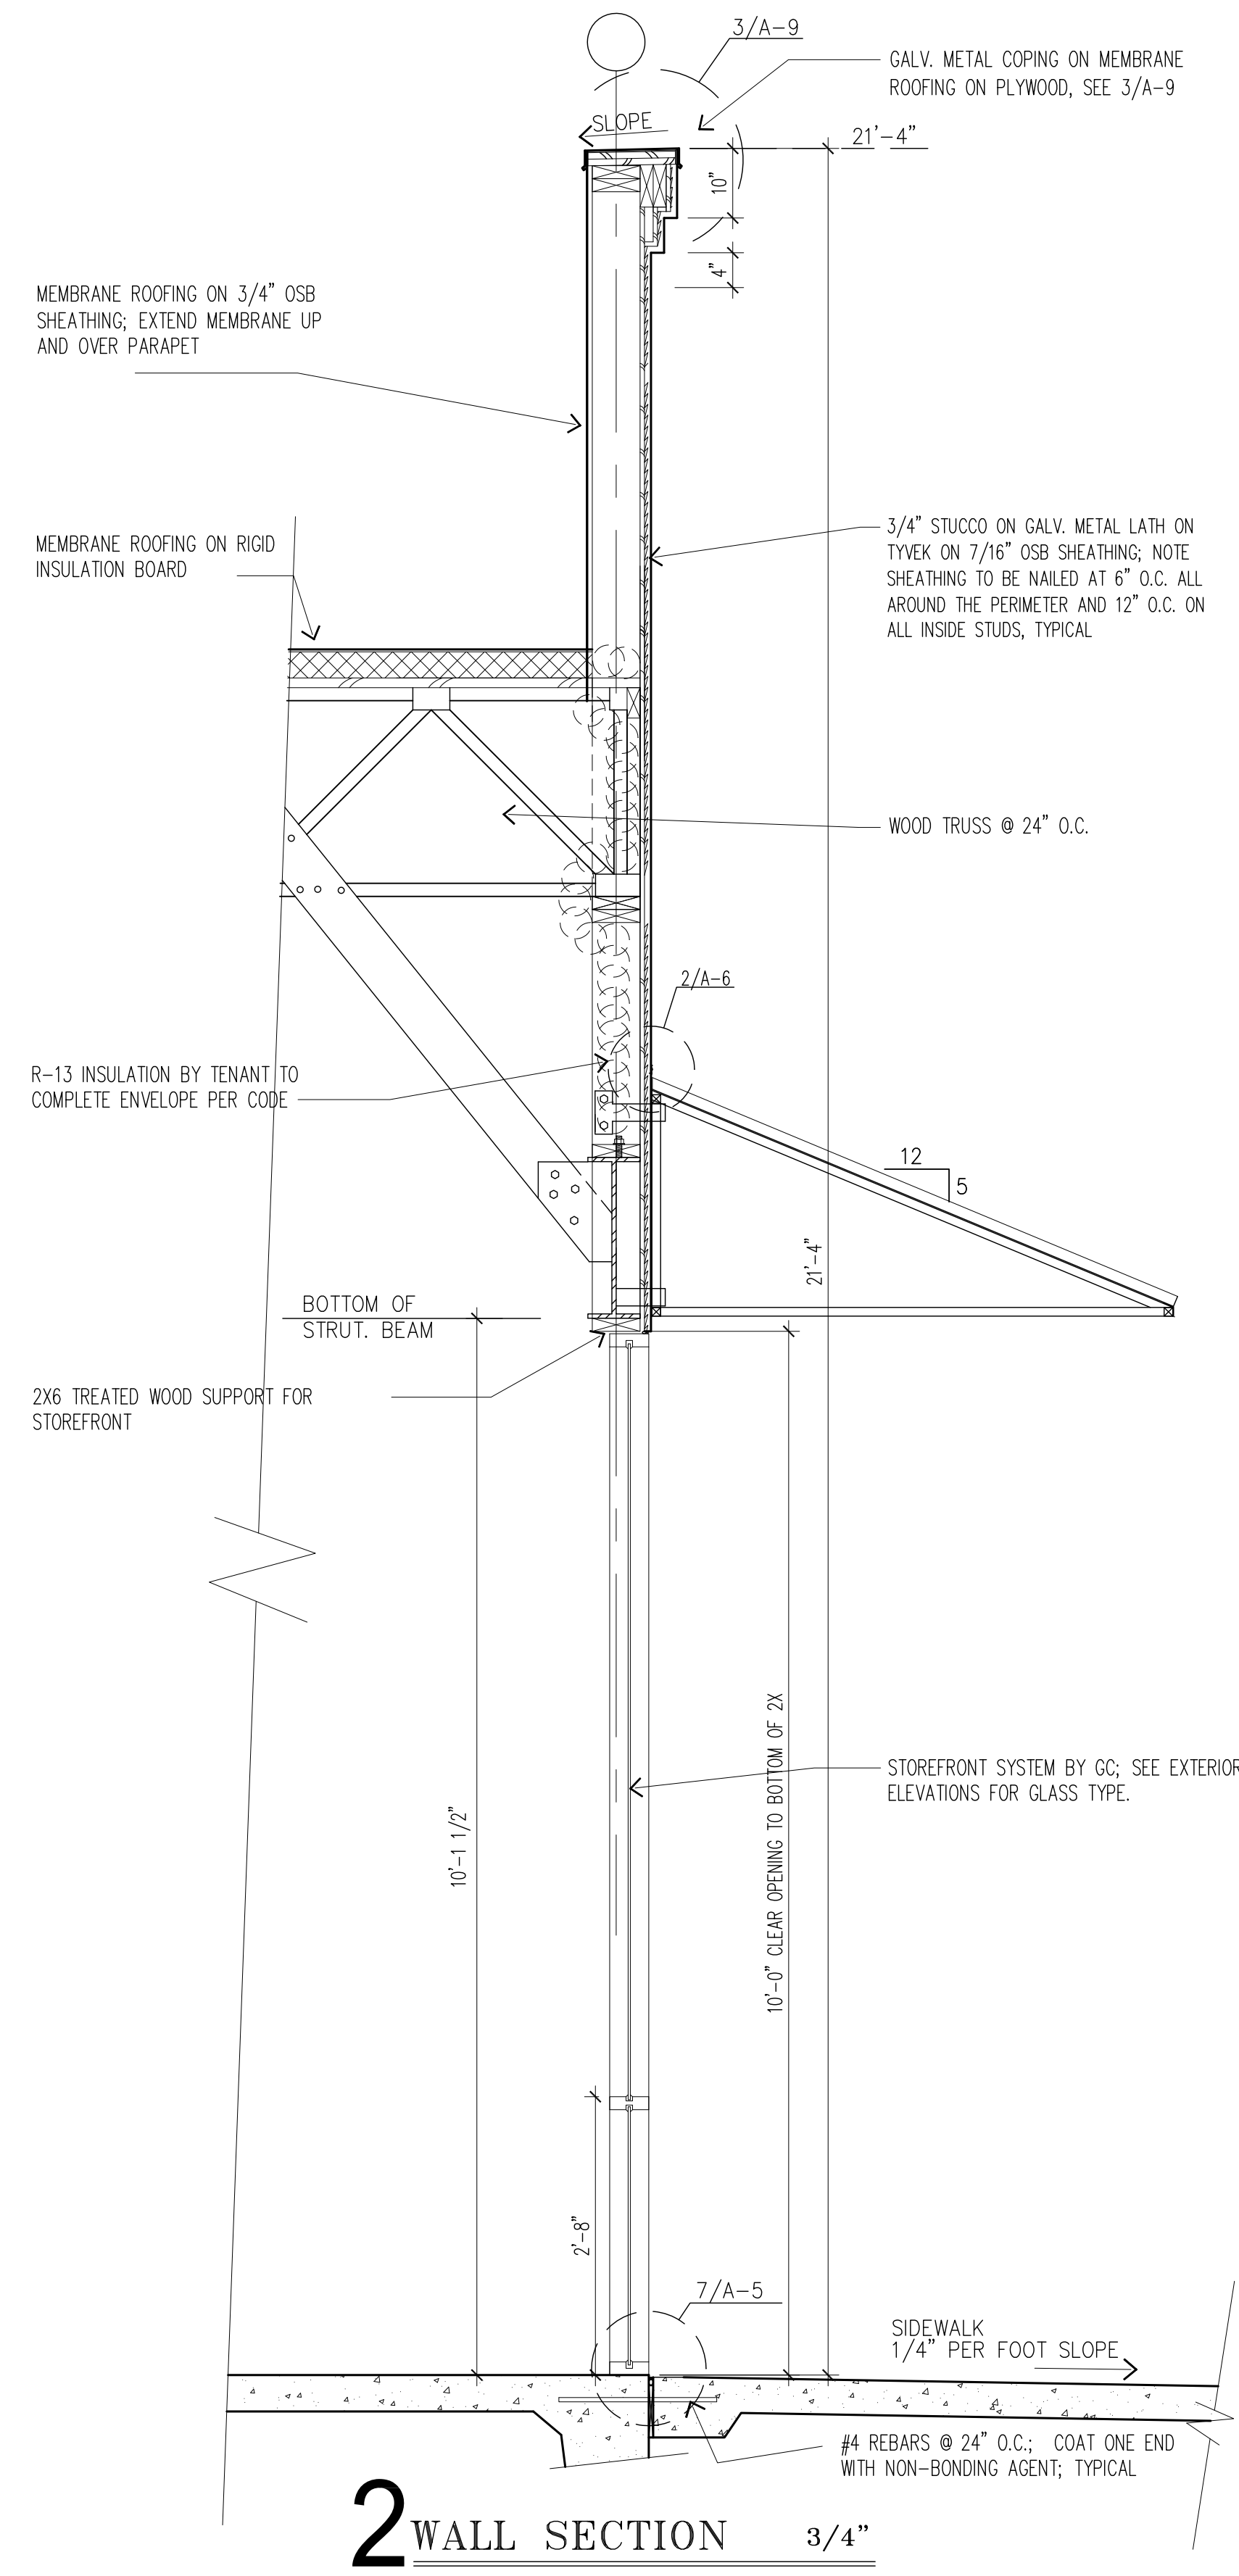 3/A-9
GALV. METAL COPING ON MEMBRANE
ROOFING ON PLYWOOD, SEE 3/A-9
SLOPE
21'-4"
10"
4"
MEMBRANE ROOFING ON 3/4" OSB
SHEATHING; EXTEND MEMBRANE UP
AND OVER PARAPET
3/4" STUCCO ON GALV. METAL LATH ON
TYVEK ON 7/16" OSB SHEATHING; NOTE
SHEATHING TO BE NAILED AT 6" O.C. ALL
AROUND THE PERIMETER AND 12" O.C. ON
ALL INSIDE STUDS, TYPICAL
MEMBRANE ROOFING ON RIGID
INSULATION BOARD
WOOD TRUSS @ 24" O.C.
2/A-6
R-13 INSULATION BY TENANT TO
COMPLETE ENVELOPE PER CODE
12
5
21'-4"
BOTTOM OF
STRUT. BEAM
2X6 TREATED WOOD SUPPORT FOR
STOREFRONT
10'-0" CLEAR OPENING TO BOTTOM OF 2X
STOREFRONT SYSTEM BY GC; SEE EXTERIOR
ELEVATIONS FOR GLASS TYPE.
10'-1 1/2"
2'-8"
7/A-5
SIDEWALK
1/4" PER FOOT SLOPE
#4 REBARS @ 24" O.C.; COAT ONE END
WITH NON-BONDING AGENT; TYPICAL
2 WALL SECTION 3/4"